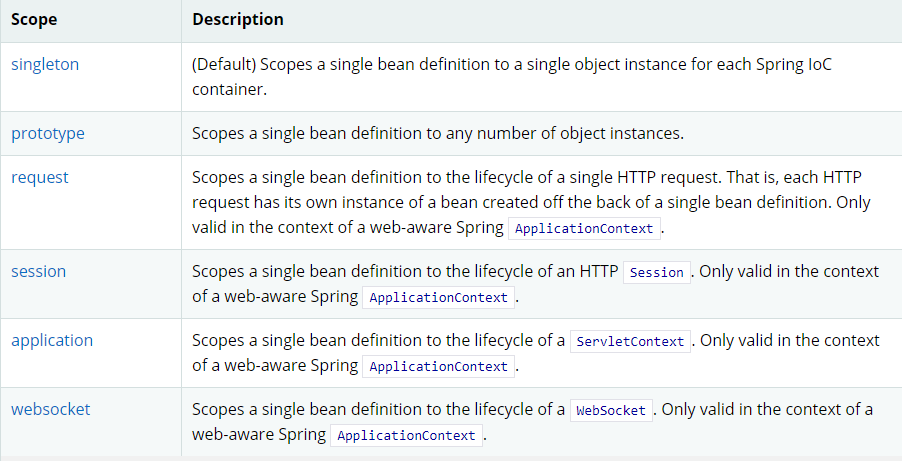 Scope Description
singleton (Default) Scopes a single bean definition to a single object instance for each Spring IoC
container.
prototype Scopes a single bean definition to any number of object instances.
request Scopes a single bean definition to the lifecycle of a single HTTP request. That is, each HTTP
request has its own instance of a bean created off the back of a single bean definition. Only
valid in the context of a web-aware Spring ApplicationContext.
session Scopes a single bean definition to the lifecycle of an HTTP Session. Only valid in the context
of a web-aware Spring ApplicationContext.
application Scopes a single bean definition to the lifecycle of a ServletContext. Only valid in the context
of a web-aware Spring ApplicationContext.
websocket Scopes a single bean definition to the lifecycle of a WebSocket. Only valid in the context of a
web-aware Spring ApplicationContext.